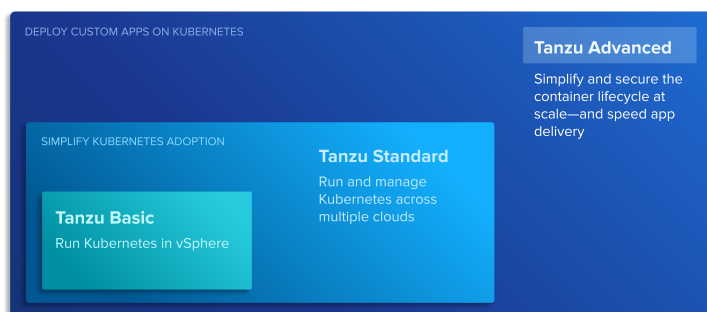 DEPLOY CUSTOM APPS ON KUBERNETES
Tanzu Advanced
Simplify and secure the
container lifecycle at
scale—and speed app
delivery
SIMPLIFY KUBERNETES ADOPTION
Tanzu Standard
Run and manage
Kubernetes across
multiple clouds
Tanzu Basic
Run Kubernetes in vSphere